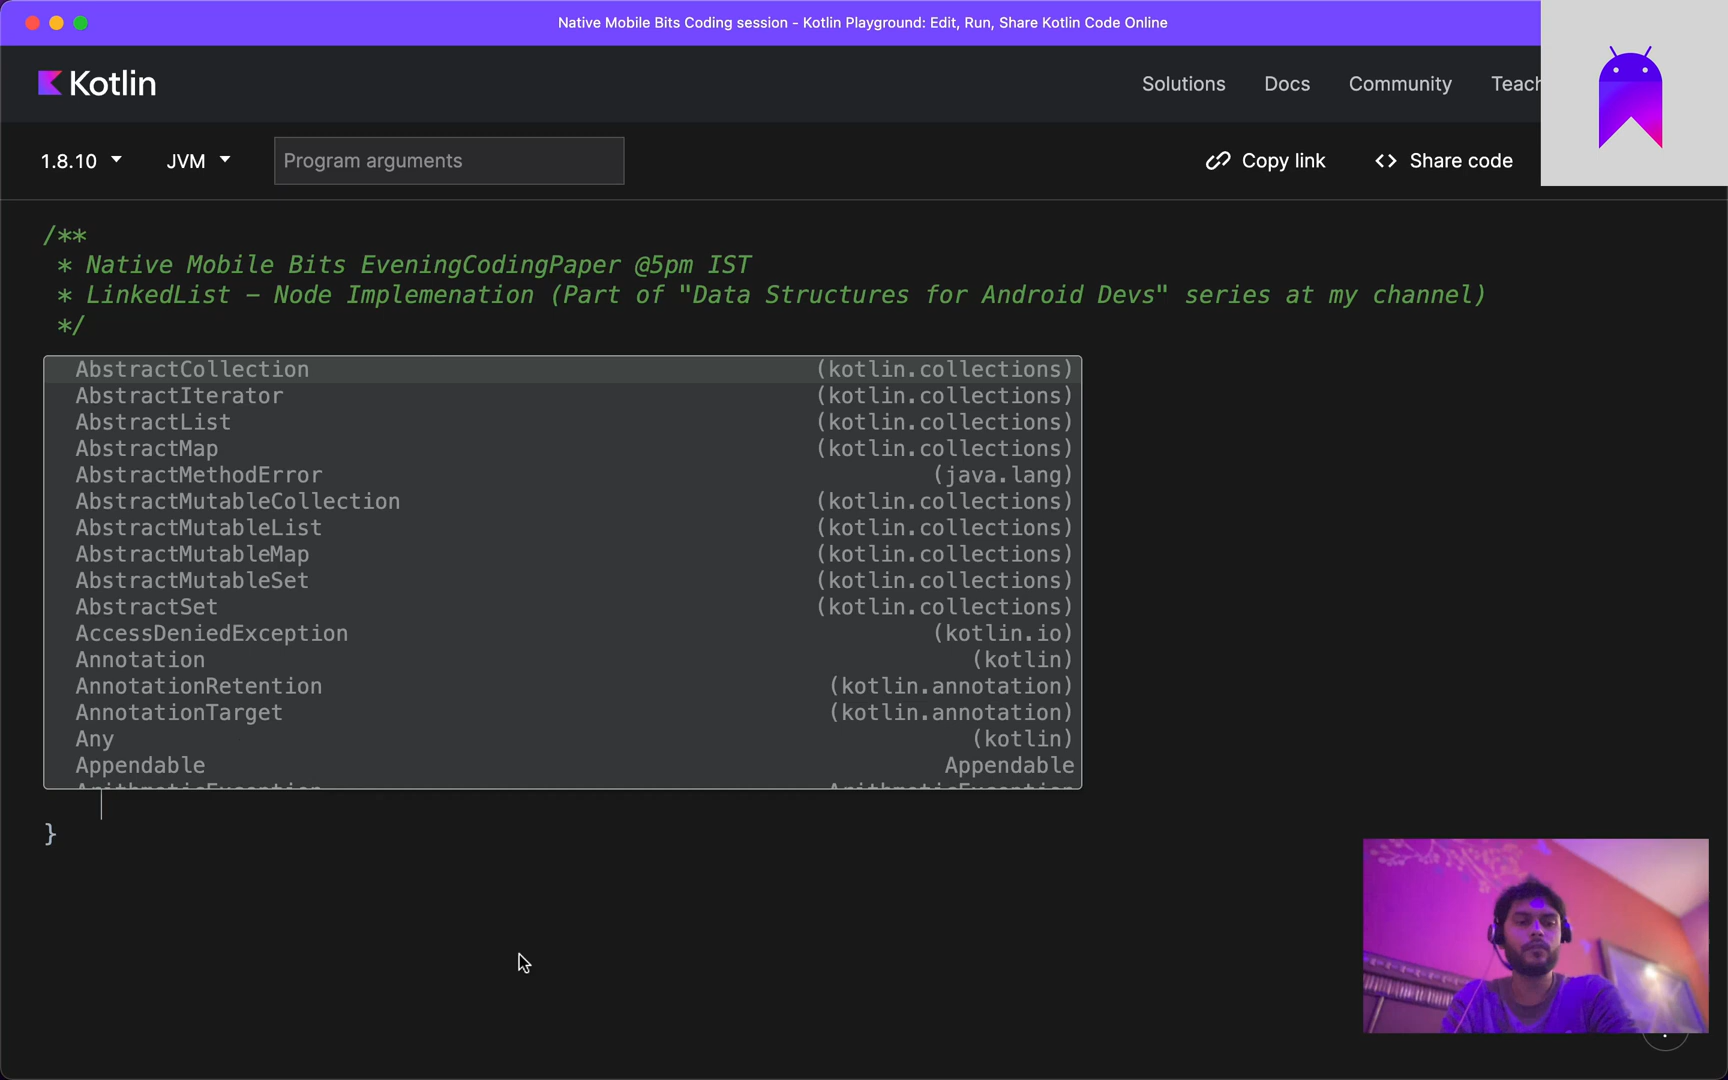 Native Mobile Bits Coding session - Kotlin Playground: Edit, Run, Share Kotlin Code Online
Kotlin
Solutions Docs Community Teach
1.8.10 JVM Program arguments Copy link <> Share code
/**
* Native Mobile Bits EveningCodingPaper @5pm IST
* LinkedList – Node Implemenation (Part of "Data Structures for Android Devs" series at my channel)
*/
AbstractCollection (kotlin.collections)
AbstractIterator (kotlin.collections)
AbstractList (kotlin.collections)
AbstractMap (kotlin.collections)
AbstractMethodError (java.lang)
AbstractMutableCollection (kotlin.collections)
AbstractMutableList (kotlin.collections)
AbstractMutableMap (kotlin.collections)
AbstractMutableSet (kotlin.collections)
AbstractSet (kotlin.collections)
AccessDeniedException (kotlin.io)
Annotation (kotlin)
AnnotationRetention (kotlin.annotation)
AnnotationTarget (kotlin.annotation)
Any (kotlin)
Appendable Appendable
ArithmeticException ArithmeticException
}